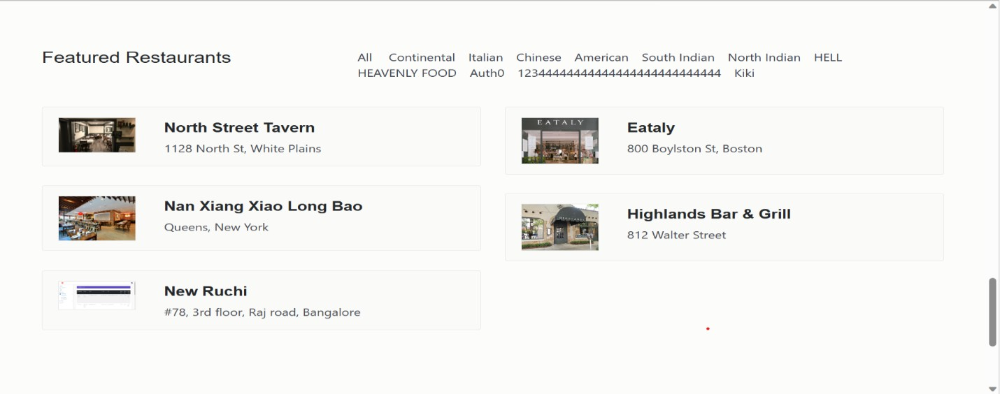 Featured Restaurants
All Continental Italian Chinese American South Indian North Indian HELL
HEAVENLY FOOD Auth0 12344444444444444444444444444 Kiki
North Street Tavern
1128 North St, White Plains
EATALY
Eataly
800 Boylston St, Boston
Nan Xiang Xiao Long Bao
Queens, New York
HIGHLANDS
Highlands Bar & Grill
812 Walter Street
New Ruchi
#78, 3rd floor, Raj road, Bangalore